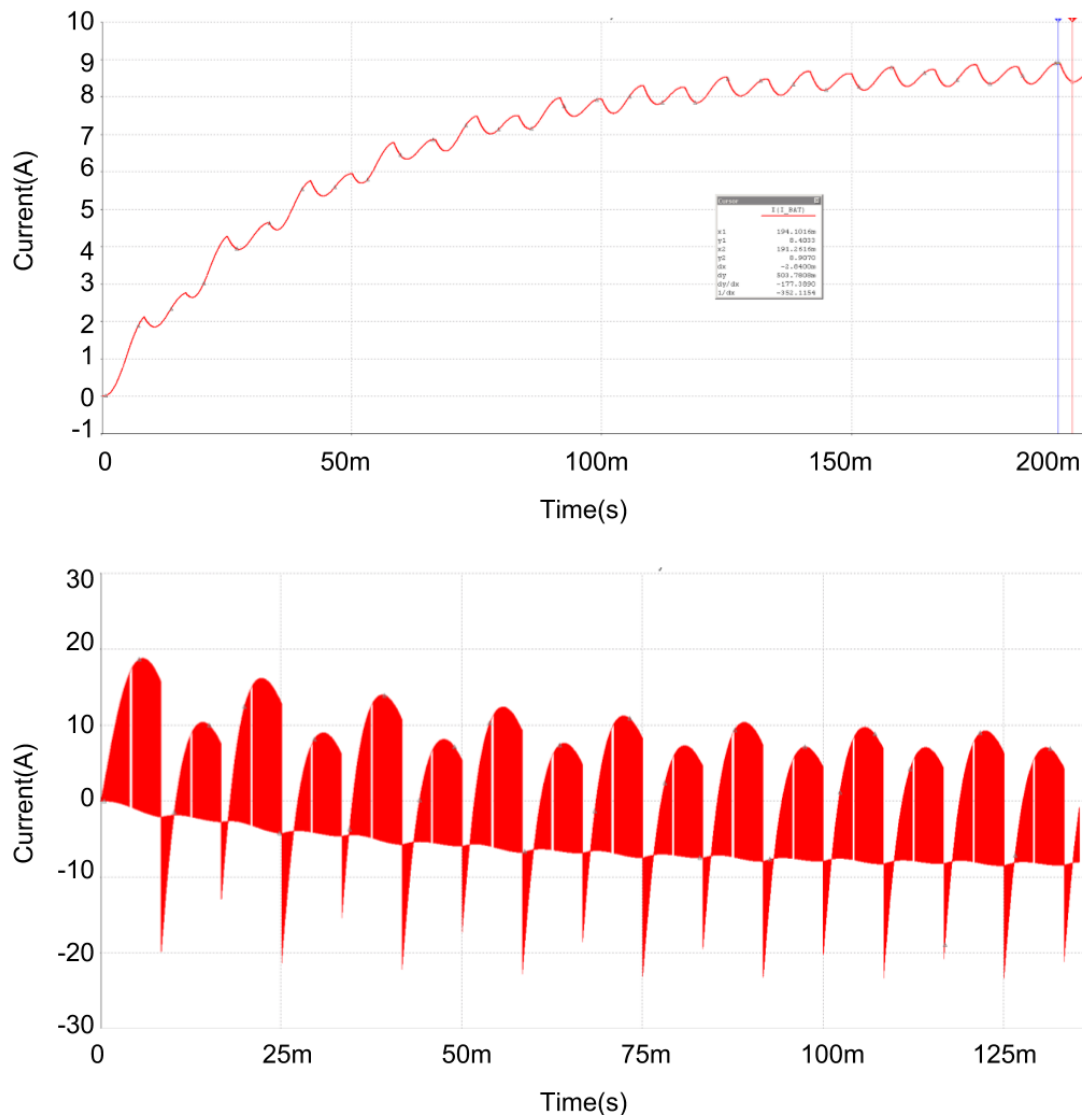 10
9
8
7
6
5
4
3
2
1
0
-1
Current(A)
Cursor
I(I_BAT)
x1 194.1016m
y1 8.4033
x2 191.2616m
y2 8.9070
dx -2.8400m
dy 503.7808m
dy/dx -177.3890
1/dx -352.1154
0 50m 100m 150m 200m
Time(s)
30
20
10
0
-10
-20
-30
Current(A)
0 25m 50m 75m 100m 125m
Time(s)